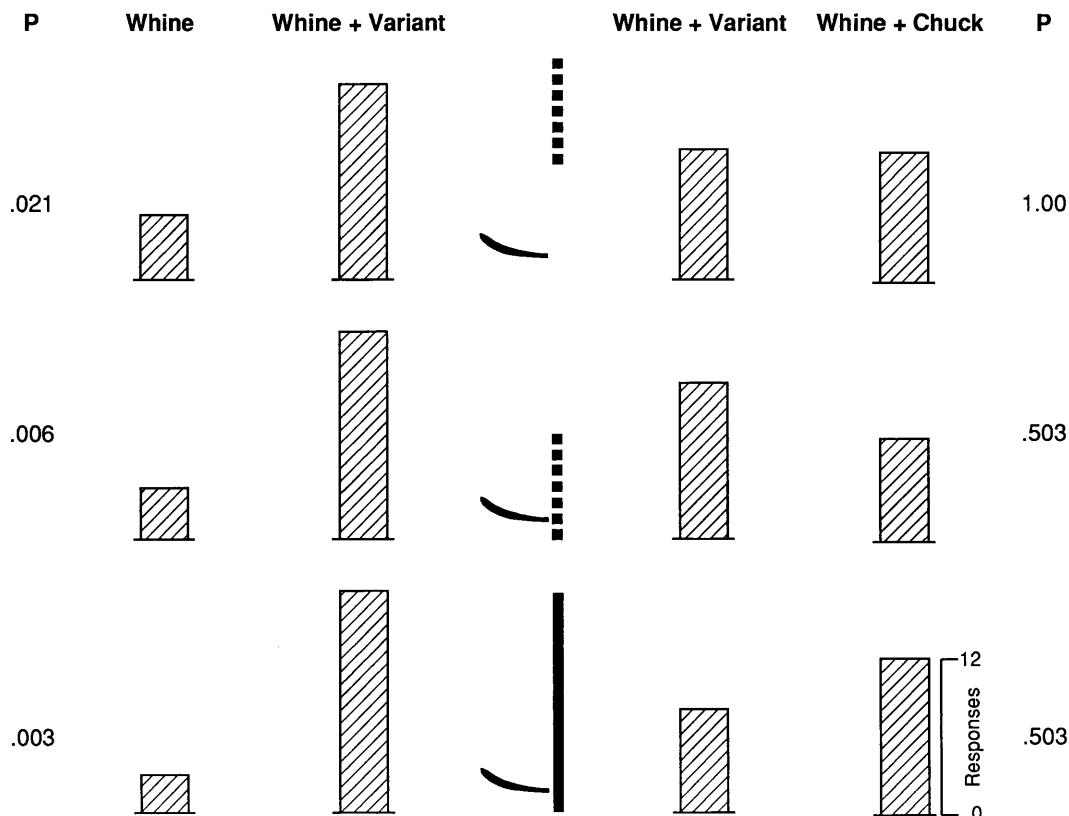 P Whine Whine + Variant Whine + Variant Whine + Chuck P
.021 1.00
.006 .503
12
Responses
.003 .503
0